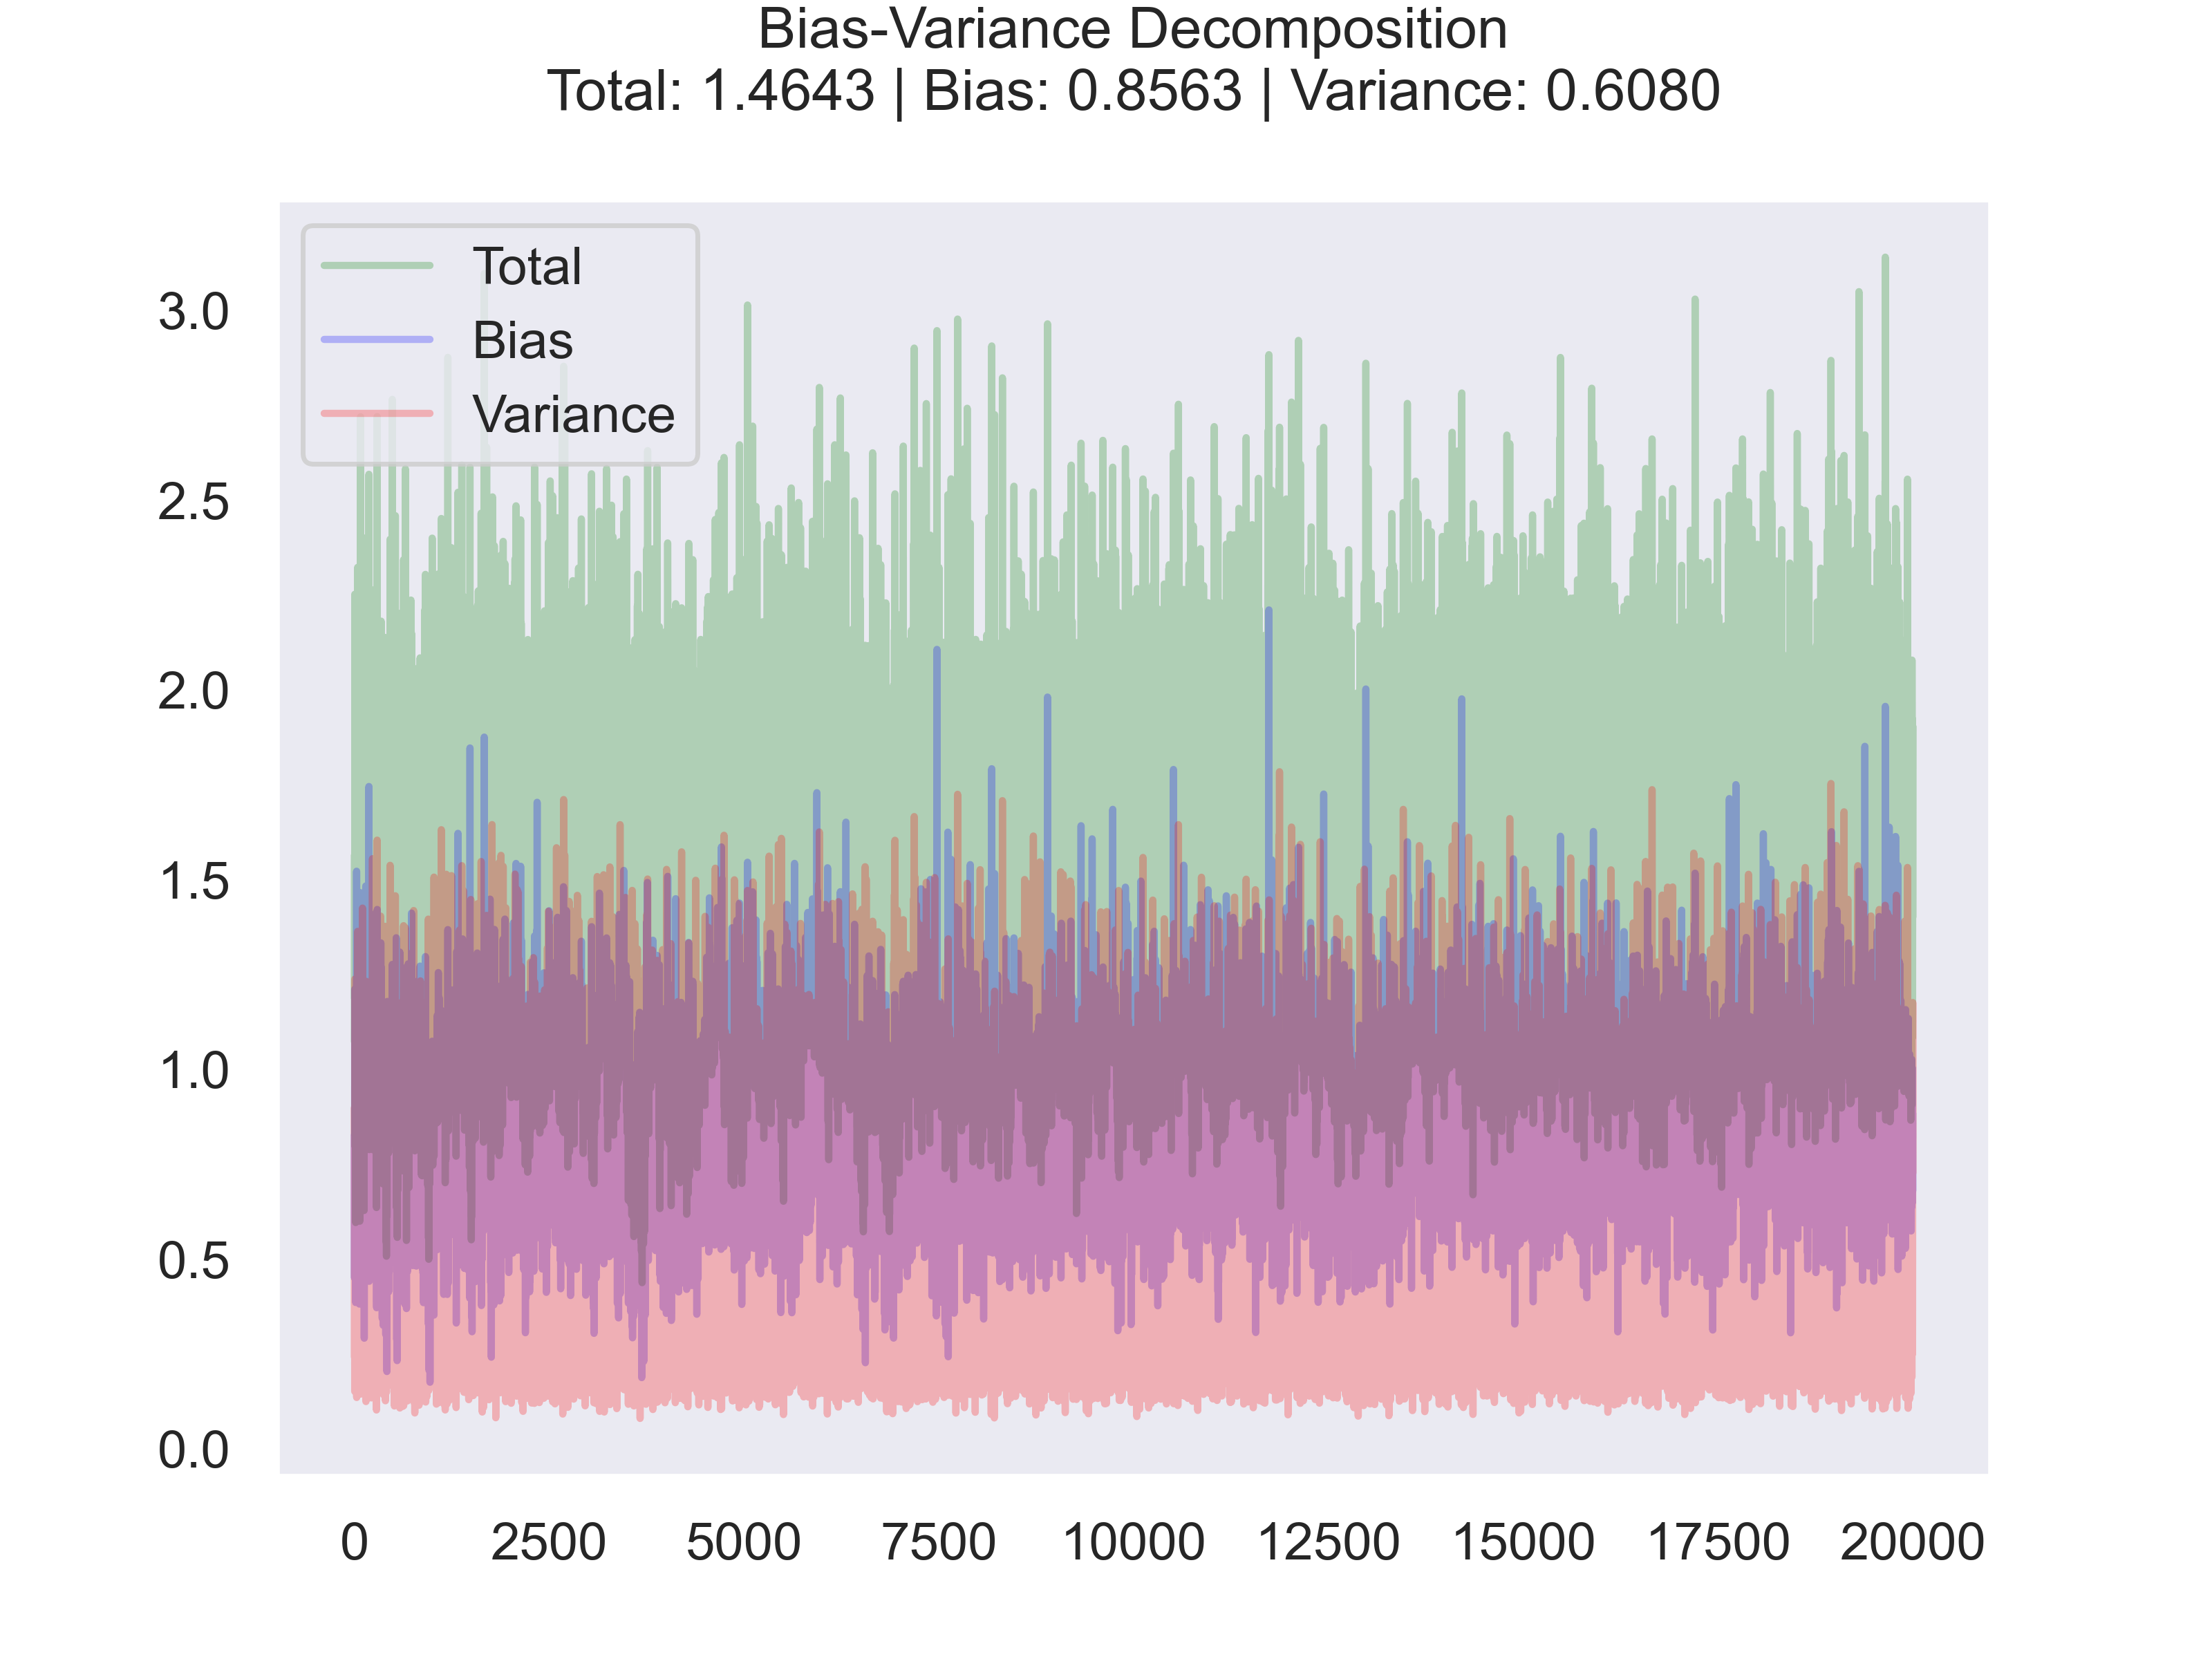 Bias-Variance Decomposition
Total: 1.4643 | Bias: 0.8563 | Variance: 0.6080
Total
Bias
Variance
3.0
2.5
2.0
1.5
1.0
0.5
0.0
0 2500 5000 7500 10000 12500 15000 17500 20000